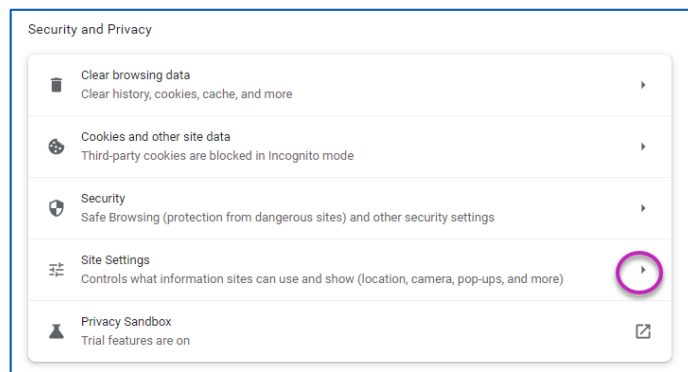 Security and Privacy
Clear browsing data
Clear history, cookies, cache, and more
Cookies and other site data
Third-party cookies are blocked in Incognito mode
Security
Safe Browsing (protection from dangerous sites) and other security settings
Site Settings
Controls what information sites can use and show (location, camera, pop-ups, and more)
Privacy Sandbox
Trial features are on